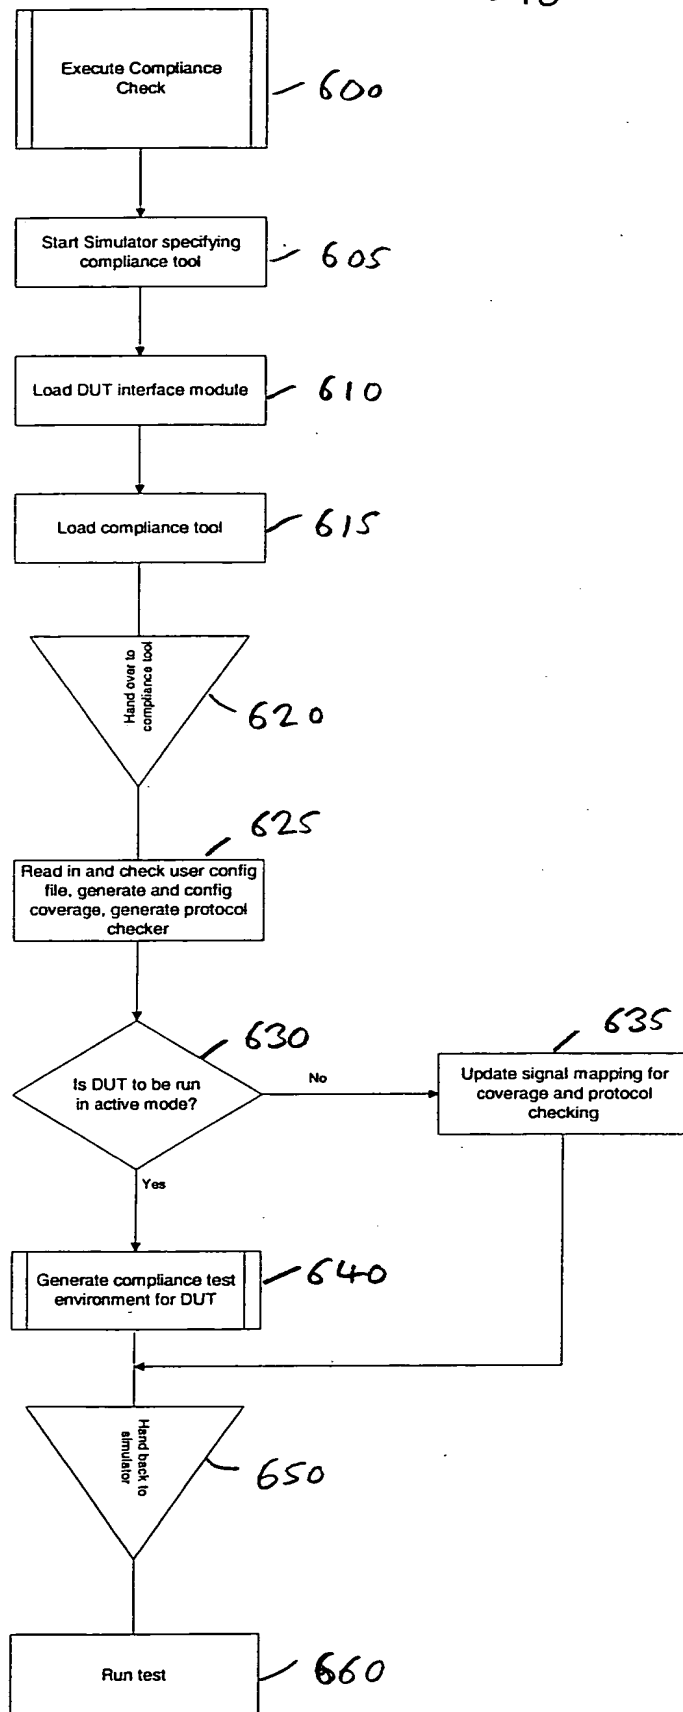 Execute Compliance
Check
600
Start Simulator specifying
compliance tool
605
Load DUT interface module
610
Load compliance tool
615
Hand over to
compliance tool
620
625
Read in and check user config
file, generate and config
coverage, generate protocol
checker
630
Is DUT to be run
in active mode?
No
635
Update signal mapping for
coverage and protocol
checking
Yes
Generate compliance test
environment for DUT
640
Hand back to
simulator
650
Run test
660